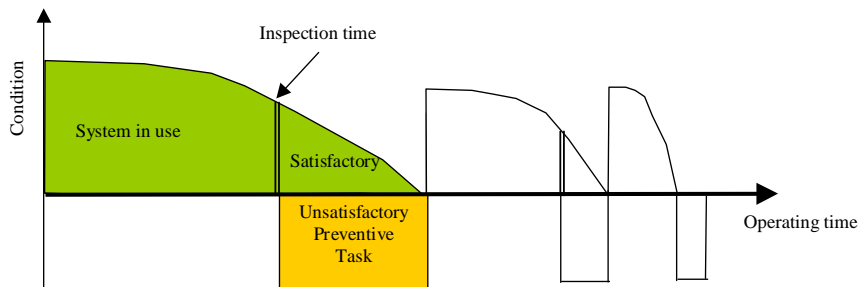 Inspection time
Condition
System in use
Satisfactory
Unsatisfactory
Preventive
Task
Operating time